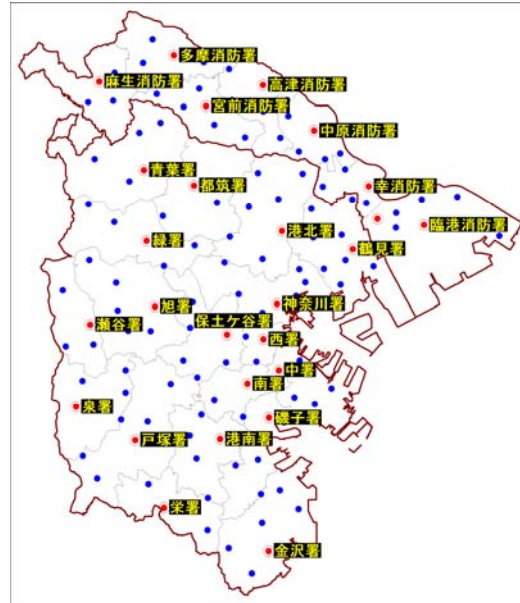 多摩消防署
麻生消防署
高津消防署
宮前消防署
中原消防署
青葉署
都筑署
幸消防署
臨港消防署
港北署
緑署
鶴見署
旭署
神奈川署
保土ケ谷署
瀬谷署
西署
中署
南署
泉署
磯子署
戸塚署
港南署
栄署
金沢署